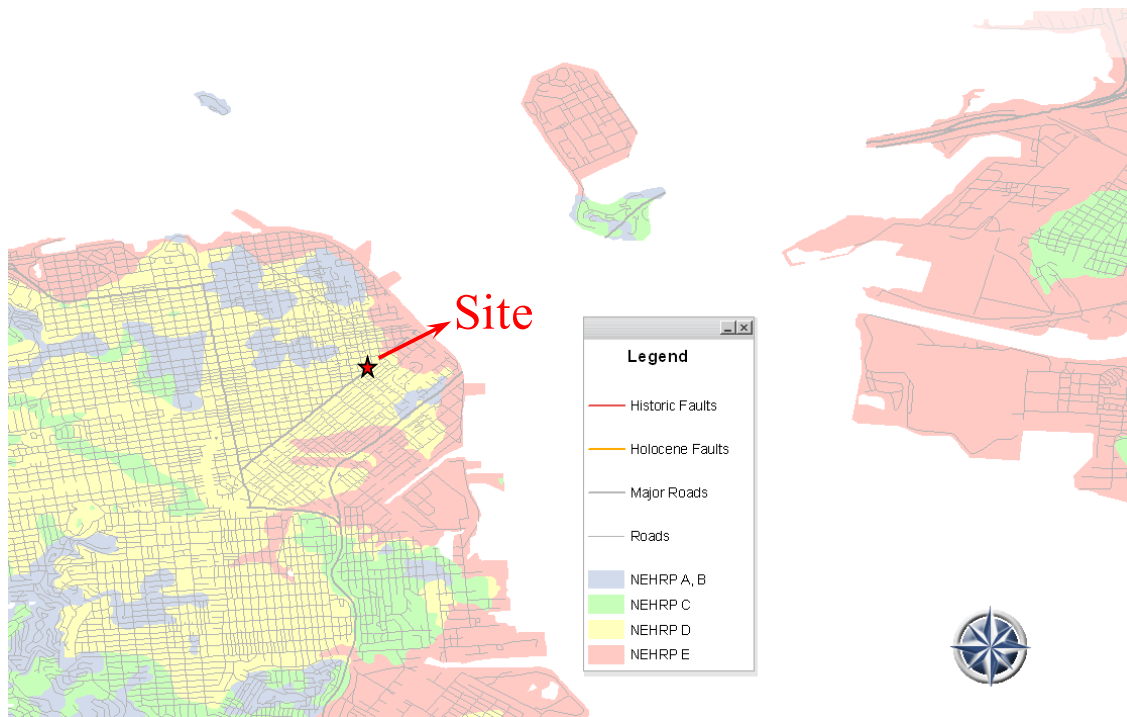 Site
Legend
Historic Faults
Holocene Faults
Major Roads
Roads
NEHRP A, B
NEHRP C
NEHRP D
NEHRP E